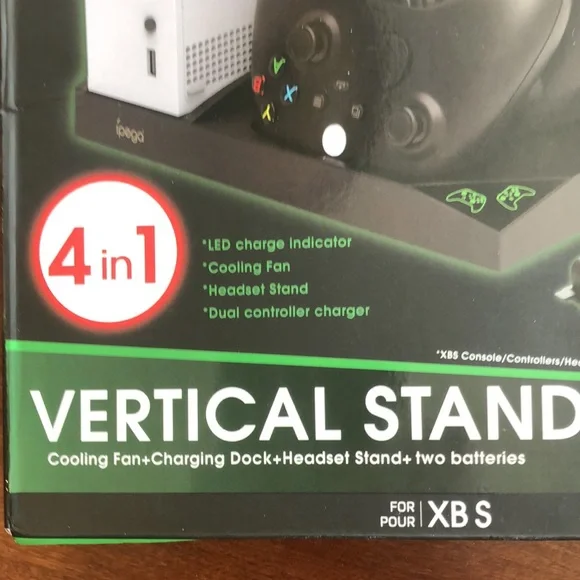 ipega
B
A
X
Y
4 in 1
*LED charge indicator
*Cooling Fan
*Headset Stand
*Dual controller charger
*XBS Console/Controllers/
VERTICAL STAND
Cooling Fan+Charging Dock+Headset Stand+ two batteries
FOR
POUR
XB S